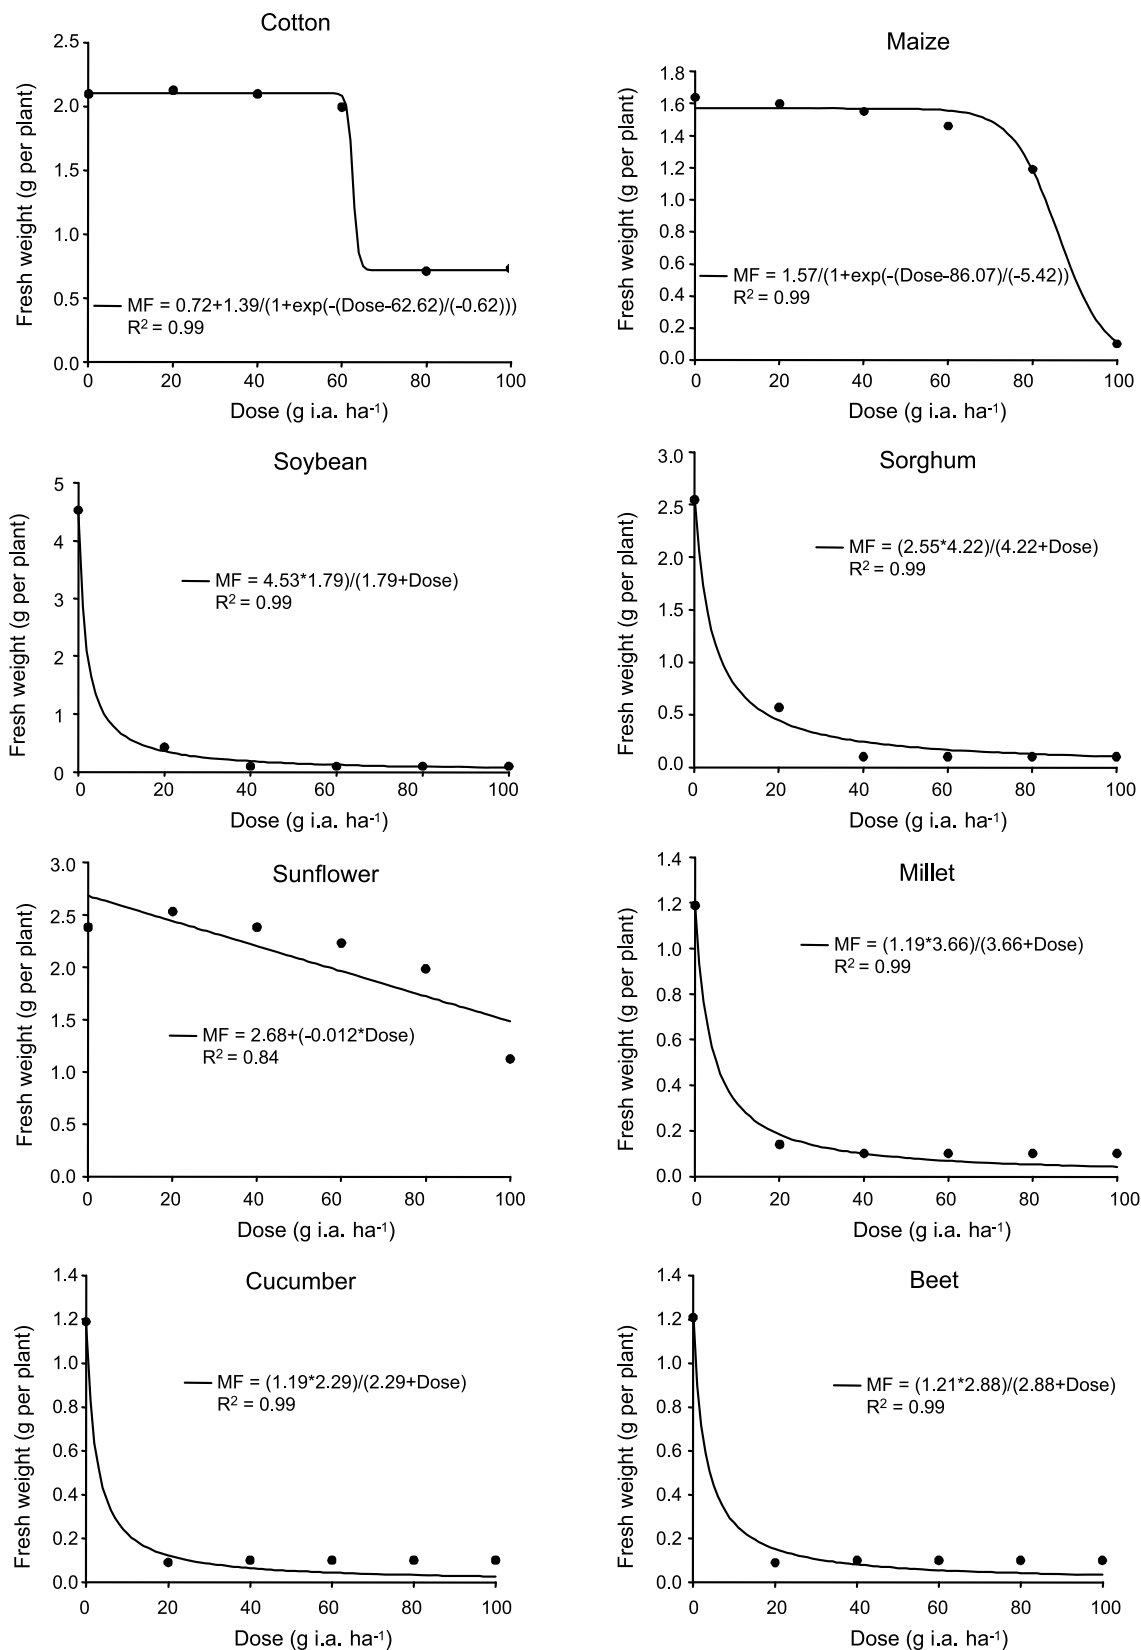 Cotton
Fresh weight (g per plant)
2.5
2.0
1.5
1.0
0.5
0.0
MF = 0.72+1.39/(1+exp(-(Dose-62.62)/(-0.62)))
R² = 0.99
0 20 40 60 80 100
Dose (g i.a. ha⁻¹)
Maize
Fresh weight (g per plant)
1.8
1.6
1.4
1.2
1.0
0.8
0.6
0.4
0.2
0.0
MF = 1.57/(1+exp(-(Dose-86.07)/(-5.42))
R² = 0.99
0 20 40 60 80 100
Dose (g i.a. ha⁻¹)
Soybean
Fresh weight (g per plant)
5
4
3
2
1
0
MF = 4.53*1.79)/(1.79+Dose)
R² = 0.99
0 20 40 60 80 100
Dose (g i.a. ha⁻¹)
Sorghum
Fresh weight (g per plant)
3.0
2.5
2.0
1.5
1.0
0.5
0.0
MF = (2.55*4.22)/(4.22+Dose)
R² = 0.99
0 20 40 60 80 100
Dose (g i.a. ha⁻¹)
Sunflower
Fresh weight (g per plant)
3.0
2.5
2.0
1.5
1.0
0.5
0.0
MF = 2.68+(-0.012*Dose)
R² = 0.84
0 20 40 60 80 100
Dose (g i.a. ha⁻¹)
Millet
Fresh weight (g per plant)
1.4
1.2
1.0
0.8
0.6
0.4
0.2
0.0
MF = (1.19*3.66)/(3.66+Dose)
R² = 0.99
0 20 40 60 80 100
Dose (g i.a. ha⁻¹)
Cucumber
Fresh weight (g per plant)
1.4
1.2
1.0
0.8
0.6
0.4
0.2
0.0
MF = (1.19*2.29)/(2.29+Dose)
R² = 0.99
0 20 40 60 80 100
Dose (g i.a. ha⁻¹)
Beet
Fresh weight (g per plant)
1.4
1.2
1.0
0.8
0.6
0.4
0.2
0.0
MF = (1.21*2.88)/(2.88+Dose)
R² = 0.99
0 20 40 60 80 100
Dose (g i.a. ha⁻¹)